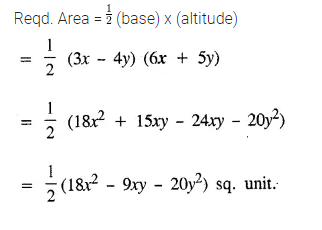 Reqd. Area = 1/2 (base) x (altitude)
= 1/2 (3x - 4y) (6x + 5y)
= 1/2 (18x² + 15xy - 24xy - 20y²)
= 1/2 (18x² - 9xy - 20y²) sq. unit.